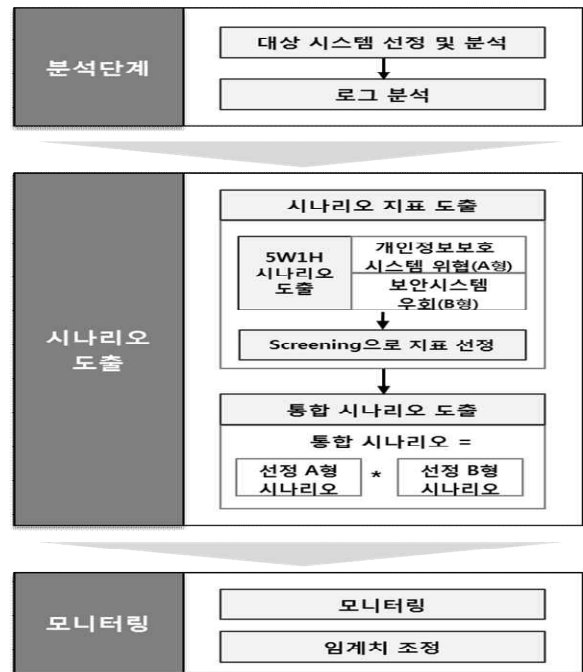 분석단계
대상 시스템 선정 및 분석
로그 분석
시나리오
도출
시나리오 지표 도출
5W1H
시나리오
도출
개인정보보호
시스템 위협(A형)
보안시스템
우회(B형)
Screening으로 지표 선정
통합 시나리오 도출
통합 시나리오 =
선정 A형
시나리오
*
선정 B형
시나리오
모니터링
모니터링
임계치 조정